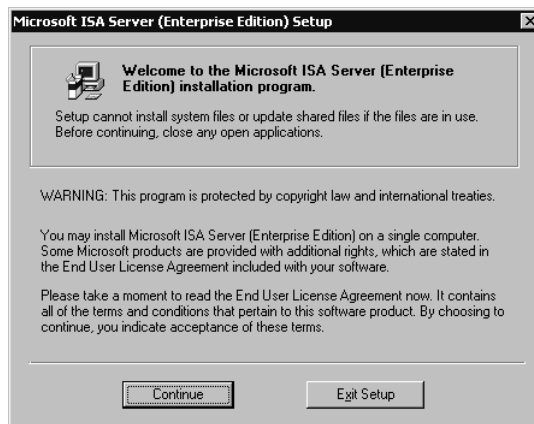 Microsoft ISA Server (Enterprise Edition) Setup
Welcome to the Microsoft ISA Server (Enterprise
Edition) installation program.
Setup cannot install system files or update shared files if the files are in use.
Before continuing, close any open applications.
WARNING: This program is protected by copyright law and international treaties.
You may install Microsoft ISA Server (Enterprise Edition) on a single computer.
Some Microsoft products are provided with additional rights, which are stated in
the End User License Agreement included with your software.
Please take a moment to read the End User License Agreement now. It contains
all of the terms and conditions that pertain to this software product. By choosing to
continue, you indicate acceptance of these terms.
Continue
Exit Setup